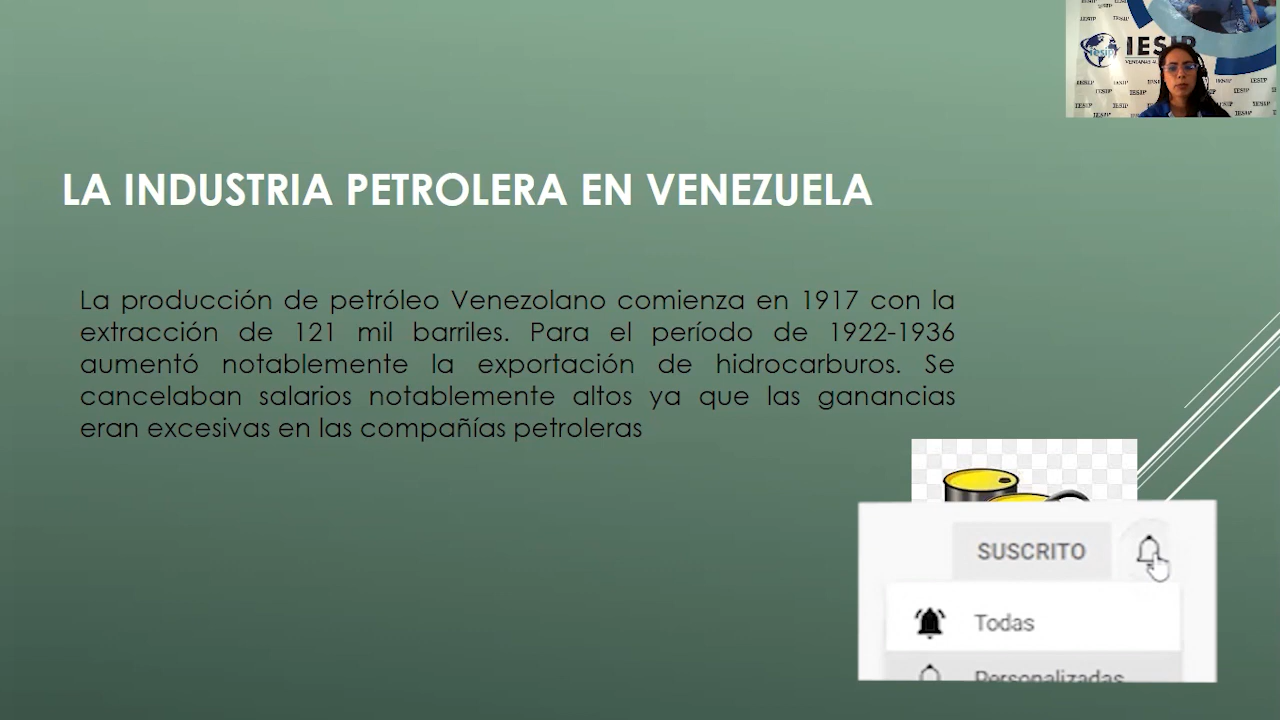 IESIP
LA INDUSTRIA PETROLERA EN VENEZUELA
La producción de petróleo Venezolano comienza en 1917 con la
extracción de 121 mil barriles. Para el período de 1922-1936
aumentó notablemente la exportación de hidrocarburos. Se
cancelaban salarios notablemente altos ya que las ganancias
eran excesivas en las compañías petroleras
SUSCRITO
Todas
Personalizadas